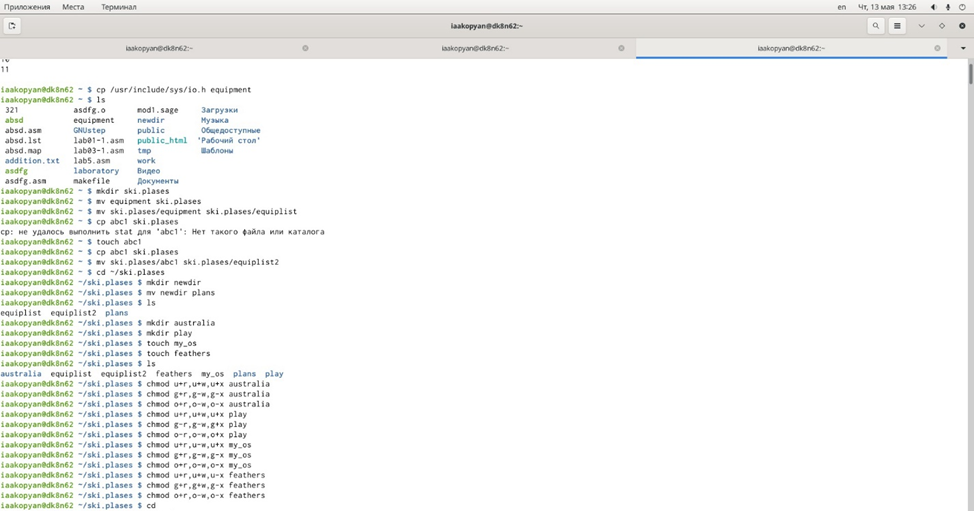 Приложения Места Терминал en Чт, 13 мая 13:26
iaakopyan@dk8n62:~
iaakopyan@dk8n62:~ iaakopyan@dk8n62:~ iaakopyan@dk8n62:~
10
11
iaakopyan@dk8n62 ~ $ cp /usr/include/sys/io.h equipment
iaakopyan@dk8n62 ~ $ ls
321 asdfg.o mod1.sage Загрузки
absd equipment newdir Музыка
absd.asm GNUstep public Общедоступные
absd.lst lab01-1.asm public_html 'Рабочий стол'
absd.map lab03-1.asm tmp Шаблоны
addition.txt lab5.asm work
asdfg laboratory Видео
asdfg.asm makefile Документы
iaakopyan@dk8n62 ~ $ mkdir ski.plases
iaakopyan@dk8n62 ~ $ mv equipment ski.plases
iaakopyan@dk8n62 ~ $ mv ski.plases/equipment ski.plases/equiplist
iaakopyan@dk8n62 ~ $ cp abc1 ski.plases
cp: не удалось выполнить stat для 'abc1': Нет такого файла или каталога
iaakopyan@dk8n62 ~ $ touch abc1
iaakopyan@dk8n62 ~ $ cp abc1 ski.plases
iaakopyan@dk8n62 ~ $ mv ski.plases/abc1 ski.plases/equiplist2
iaakopyan@dk8n62 ~ $ cd ~/ski.plases
iaakopyan@dk8n62 ~/ski.plases $ mkdir newdir
iaakopyan@dk8n62 ~/ski.plases $ mv newdir plans
iaakopyan@dk8n62 ~/ski.plases $ ls
equiplist equiplist2 plans
iaakopyan@dk8n62 ~/ski.plases $ mkdir australia
iaakopyan@dk8n62 ~/ski.plases $ mkdir play
iaakopyan@dk8n62 ~/ski.plases $ touch my_os
iaakopyan@dk8n62 ~/ski.plases $ touch feathers
iaakopyan@dk8n62 ~/ski.plases $ ls
australia equiplist equiplist2 feathers my_os plans play
iaakopyan@dk8n62 ~/ski.plases $ chmod u+r,u+w,u+x australia
iaakopyan@dk8n62 ~/ski.plases $ chmod g+r,g-w,g-x australia
iaakopyan@dk8n62 ~/ski.plases $ chmod o+r,o-w,o-x australia
iaakopyan@dk8n62 ~/ski.plases $ chmod u+r,u+w,u+x play
iaakopyan@dk8n62 ~/ski.plases $ chmod g-r,g-w,g+x play
iaakopyan@dk8n62 ~/ski.plases $ chmod o-r,o-w,o+x play
iaakopyan@dk8n62 ~/ski.plases $ chmod u+r,u-w,u+x my_os
iaakopyan@dk8n62 ~/ski.plases $ chmod g+r,g-w,g-x my_os
iaakopyan@dk8n62 ~/ski.plases $ chmod o+r,o-w,o-x my_os
iaakopyan@dk8n62 ~/ski.plases $ chmod u+r,u+w,u-x feathers
iaakopyan@dk8n62 ~/ski.plases $ chmod g+r,g+w,g-x feathers
iaakopyan@dk8n62 ~/ski.plases $ chmod o+r,o-w,o-x feathers
iaakopyan@dk8n62 ~/ski.plases $ cd